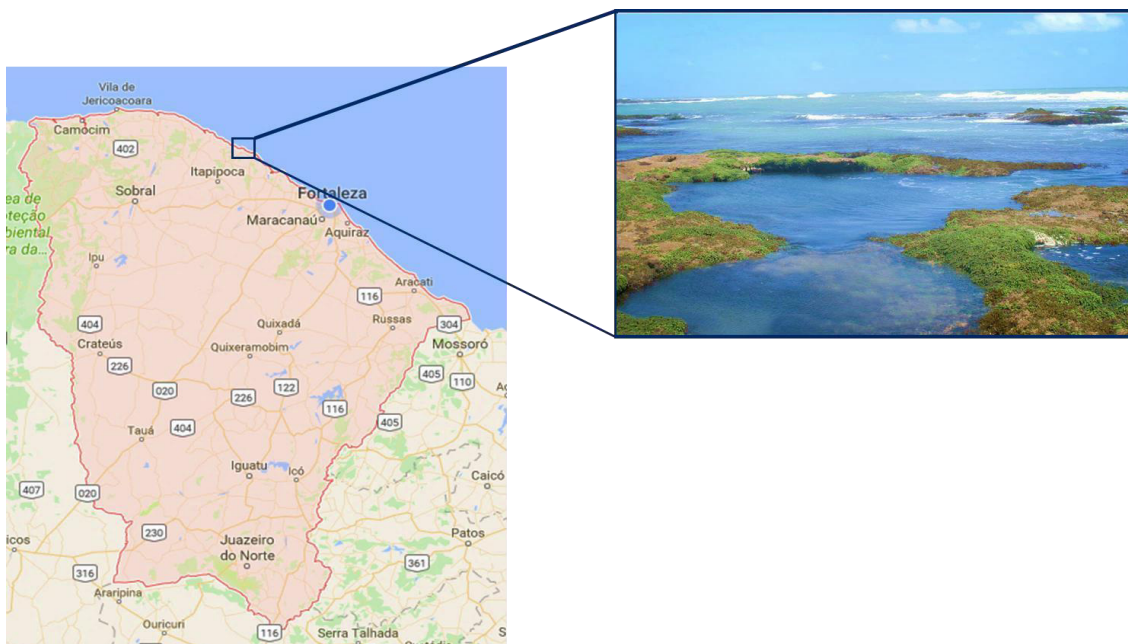 Vila de
Jericoacoara
Camocim
402
Itapipoca
Sobral
Fortaleza
Maracanaú
Aquiraz
Ipu
Aracati
116
404
Quixadá
Russas
304
Crateús
Quixeramobim
Mossoró
226
405
020
122
110
226
116
Tauá
404
405
Iguatu
Icó
Caicó
407
020
230
Juazeiro
do Norte
Patos
icos
361
316
Araripina
Ouricuri
116
Serra Talhada